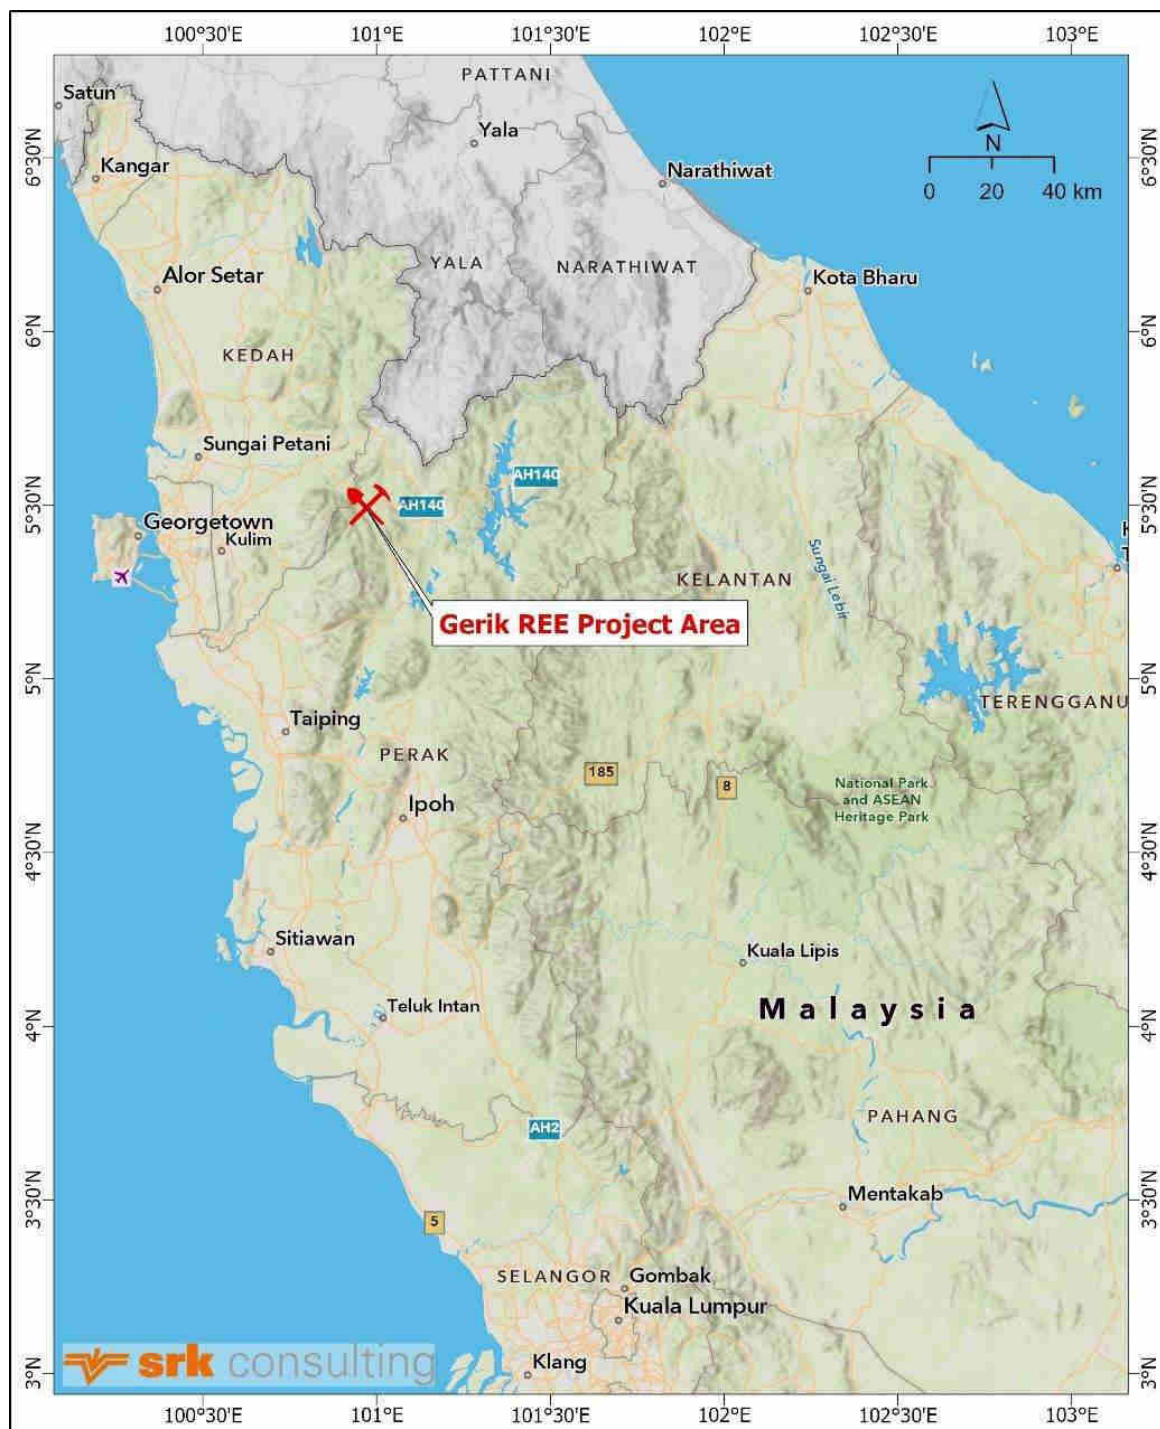 100°30'E 101°E 101°30'E 102°E 102°30'E 103°E
PATTANI
Satun
Yala
N
6°30'N
6°30'N
Kangar
Narathiwat
0 20 40 km
YALA
NARATHIWAT
Alor Setar
Kota Bharu
6°N
6°N
KEDAH
Sungai Petani
AH140
AH140
5°30'N
5°30'N
Georgetown
Kulim
K
T
KELANTAN
Sungai Lebir
Gerik REE Project Area
5°N
5°N
TERENGGANU
Taiping
PERAK
185
8
National Park
and ASEAN
Heritage Park
Ipoh
4°30'N
4°30'N
Sitiawan
Kuala Lipis
Teluk Intan
Malaysia
4°N
4°N
PAHANG
AH2
Mentakab
3°30'N
3°30'N
5
SELANGOR
Gombak
Kuala Lumpur
srk consulting
Klang
3°N
3°N
100°30'E 101°E 101°30'E 102°E 102°30'E 103°E